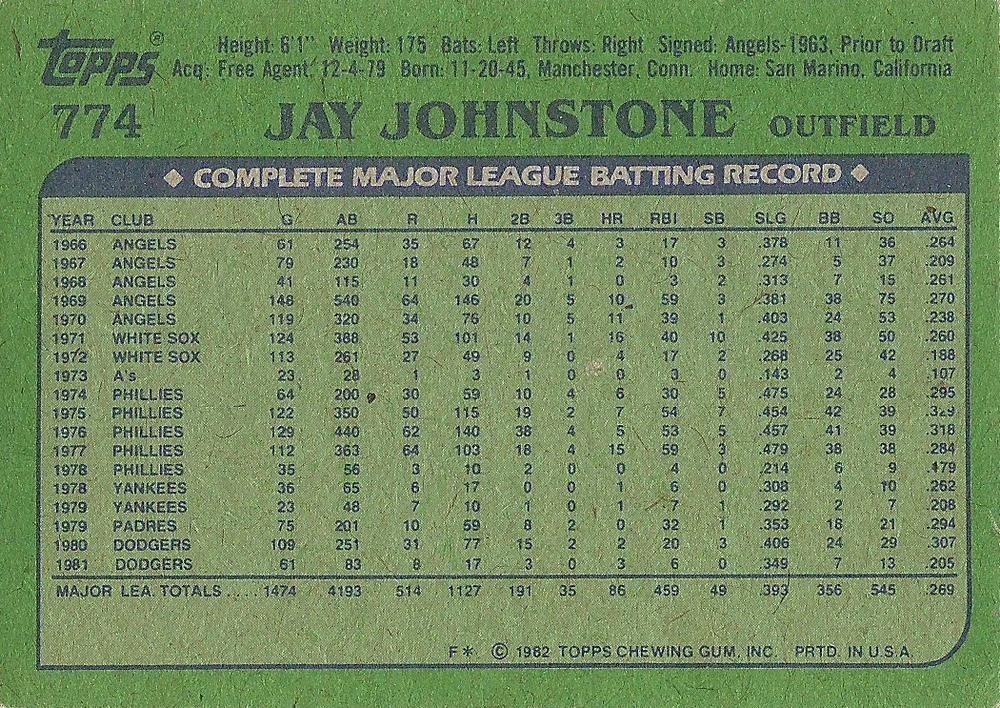 topps® Height: 6'1" Weight: 175 Bats: Left Throws: Right Signed: Angels-1963, Prior to Draft
Acq: Free Agent, 12-4-79 Born: 11-20-45, Manchester, Conn. Home: San Marino, California
774 JAY JOHNSTONE OUTFIELD
◆ COMPLETE MAJOR LEAGUE BATTING RECORD ◆
YEAR CLUB G AB R H 2B 3B HR RBI SB SLG BB SO AVG
1966 ANGELS 61 254 35 67 12 4 3 17 3 .378 11 36 .264
1967 ANGELS 79 230 18 48 7 1 2 10 3 .274 5 37 .209
1968 ANGELS 41 115 11 30 4 1 0 3 2 .313 7 15 .261
1969 ANGELS 148 540 64 146 20 5 10 59 3 .381 38 75 .270
1970 ANGELS 119 320 34 76 10 5 11 39 1 .403 24 53 .238
1971 WHITE SOX 124 388 53 101 14 1 16 40 10 .425 38 50 .260
1972 WHITE SOX 113 261 27 49 9 0 4 17 2 .268 25 42 .188
1973 A's 23 28 1 3 1 0 0 3 0 .143 2 4 .107
1974 PHILLIES 64 200 30 59 10 4 6 30 5 .475 24 28 .295
1975 PHILLIES 122 350 50 115 19 2 7 54 7 .454 42 39 .329
1976 PHILLIES 129 440 62 140 38 4 5 53 5 .457 41 39 .318
1977 PHILLIES 112 363 64 103 18 4 15 59 3 .479 38 38 .284
1978 PHILLIES 35 56 3 10 2 0 0 4 0 .214 6 9 .179
1978 YANKEES 36 65 6 17 0 0 1 6 0 .308 4 10 .262
1979 YANKEES 23 48 7 10 1 0 1 7 1 .292 2 7 .208
1979 PADRES 75 201 10 59 8 2 0 32 1 .353 18 21 .294
1980 DODGERS 109 251 31 77 15 2 2 20 3 .406 24 29 .307
1981 DODGERS 61 83 8 17 3 0 3 6 0 .349 7 13 .205
MAJOR LEA. TOTALS .... 1474 4193 514 1127 191 35 86 459 49 .393 356 545 .269
F* © 1982 TOPPS CHEWING GUM, INC. PRTD. IN U.S.A.